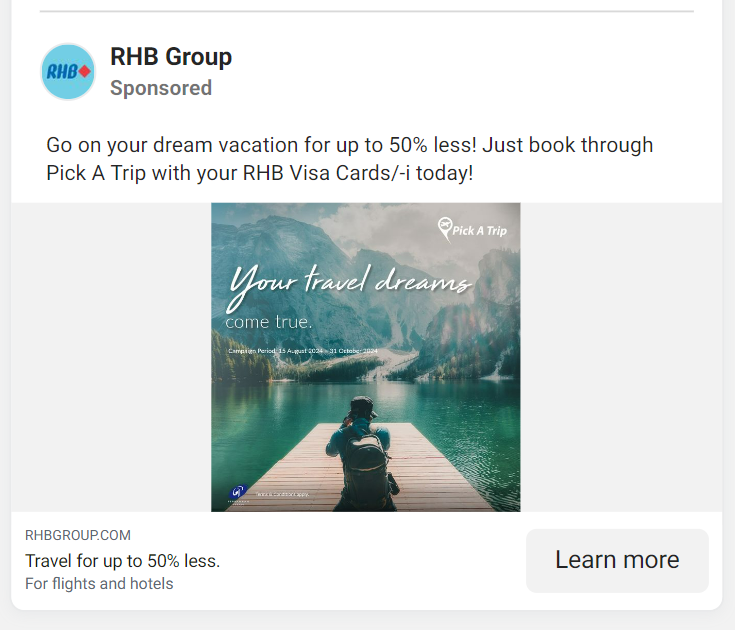 RHB Group
RHB
Sponsored
Go on your dream vacation for up to 50% less! Just book through
Pick A Trip with your RHB Visa Cards/-i today!
Pick A Trip
Your travel dreams
come true.
Campaign Period: 15 August 2024 – 31 October 2024
Terms & Conditions apply.
RHBGROUP.COM
Travel for up to 50% less.
For flights and hotels
Learn more